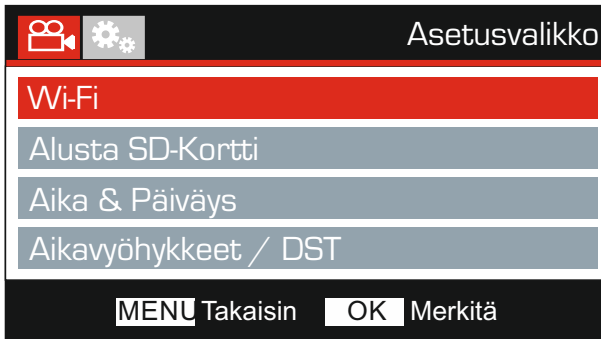 Asetusvalikko
Wi-Fi
Alusta SD-Kortti
Aika & Päiväys
Aikavyöhykkeet / DST
MENU Takaisin OK Merkitä